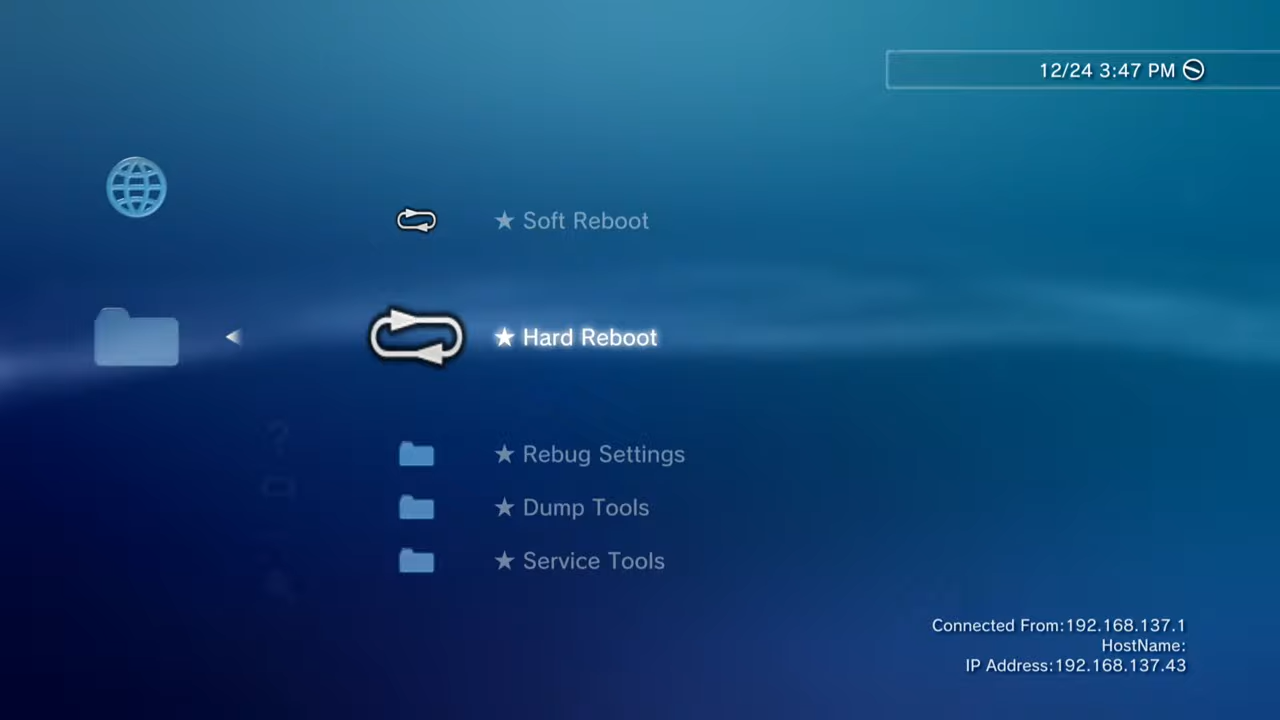 12/24 3:47 PM
★ Soft Reboot
★ Hard Reboot
★ Rebug Settings
★ Dump Tools
★ Service Tools
Connected From:192.168.137.1
HostName:
IP Address:192.168.137.43